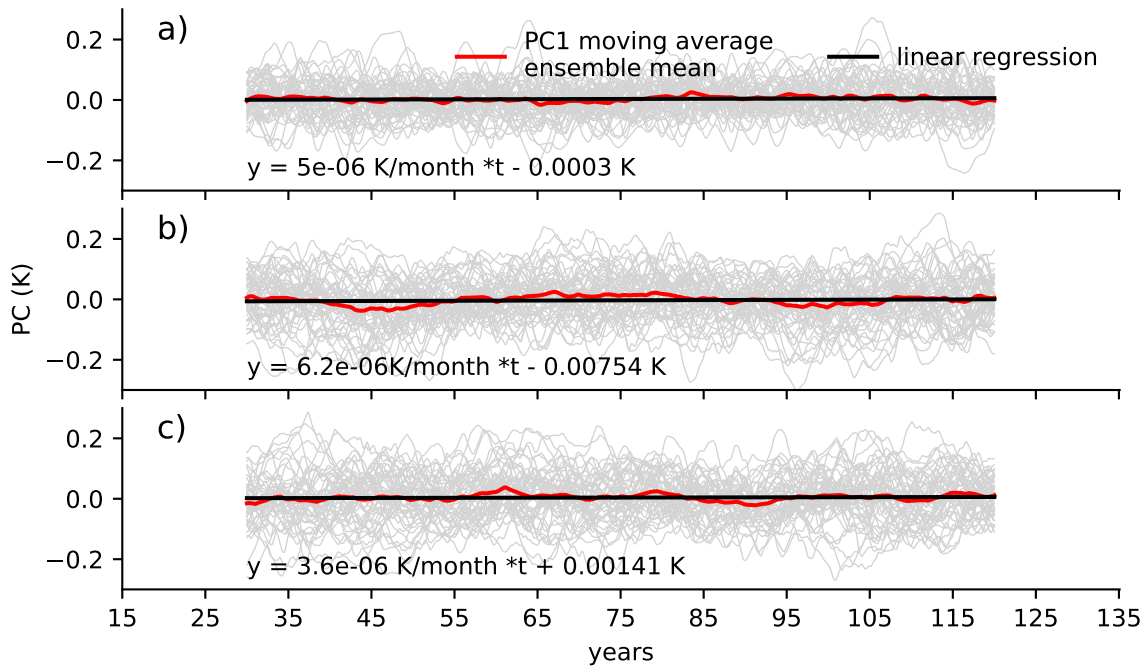 a)
PC1 moving average
ensemble mean
linear regression
0.2
0.0
−0.2
y = 5e-06 K/month *t - 0.0003 K
b)
0.2
0.0
−0.2
y = 6.2e-06K/month *t - 0.00754 K
PC (K)
c)
0.2
0.0
−0.2
y = 3.6e-06 K/month *t + 0.00141 K
15 25 35 45 55 65 75 85 95 105 115 125 135
years